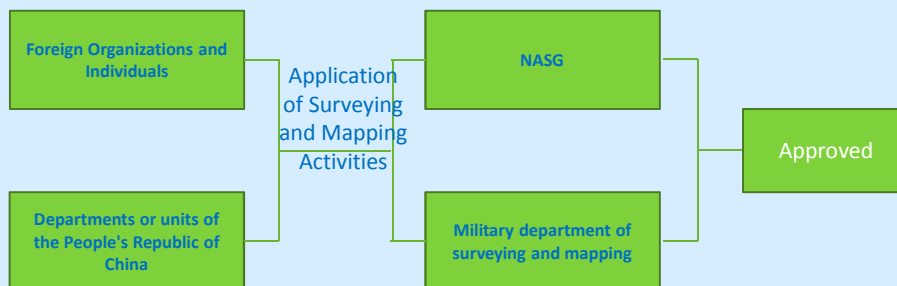 Foreign Organizations and
Individuals
Departments or units of
the People's Republic of
China
Application
of Surveying
and Mapping
Activities
NASG
Military department of
surveying and mapping
Approved